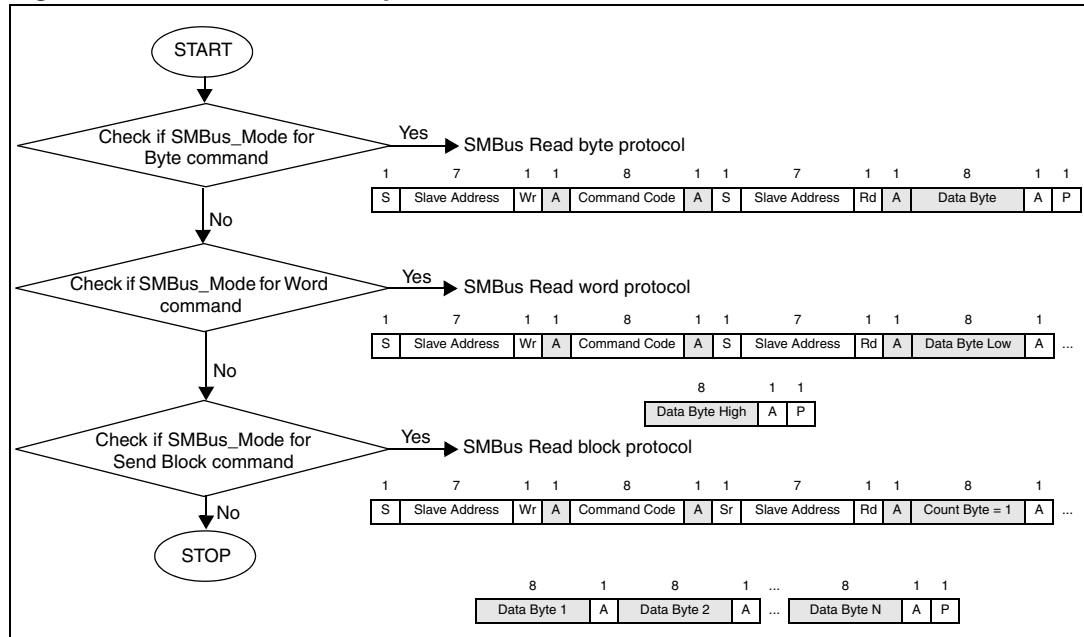 START
Check if SMBus_Mode for
Byte command
Yes
SMBus Read byte protocol
1 7 1 1 8 1 1 7 1 1 8 1 1
S Slave Address Wr A Command Code A S Slave Address Rd A Data Byte A P
No
Check if SMBus_Mode for Word
command
Yes
SMBus Read word protocol
1 7 1 1 8 1 1 7 1 1 8 1
S Slave Address Wr A Command Code A S Slave Address Rd A Data Byte Low A ...
No
8 1 1
Data Byte High A P
Check if SMBus_Mode for
Send Block command
Yes
SMBus Read block protocol
1 7 1 1 8 1 1 7 1 1 8 1
S Slave Address Wr A Command Code A Sr Slave Address Rd A Count Byte = 1 A ...
No
STOP
8 1 8 1 ... 8 1 1
Data Byte 1 A Data Byte 2 A ... Data Byte N A P